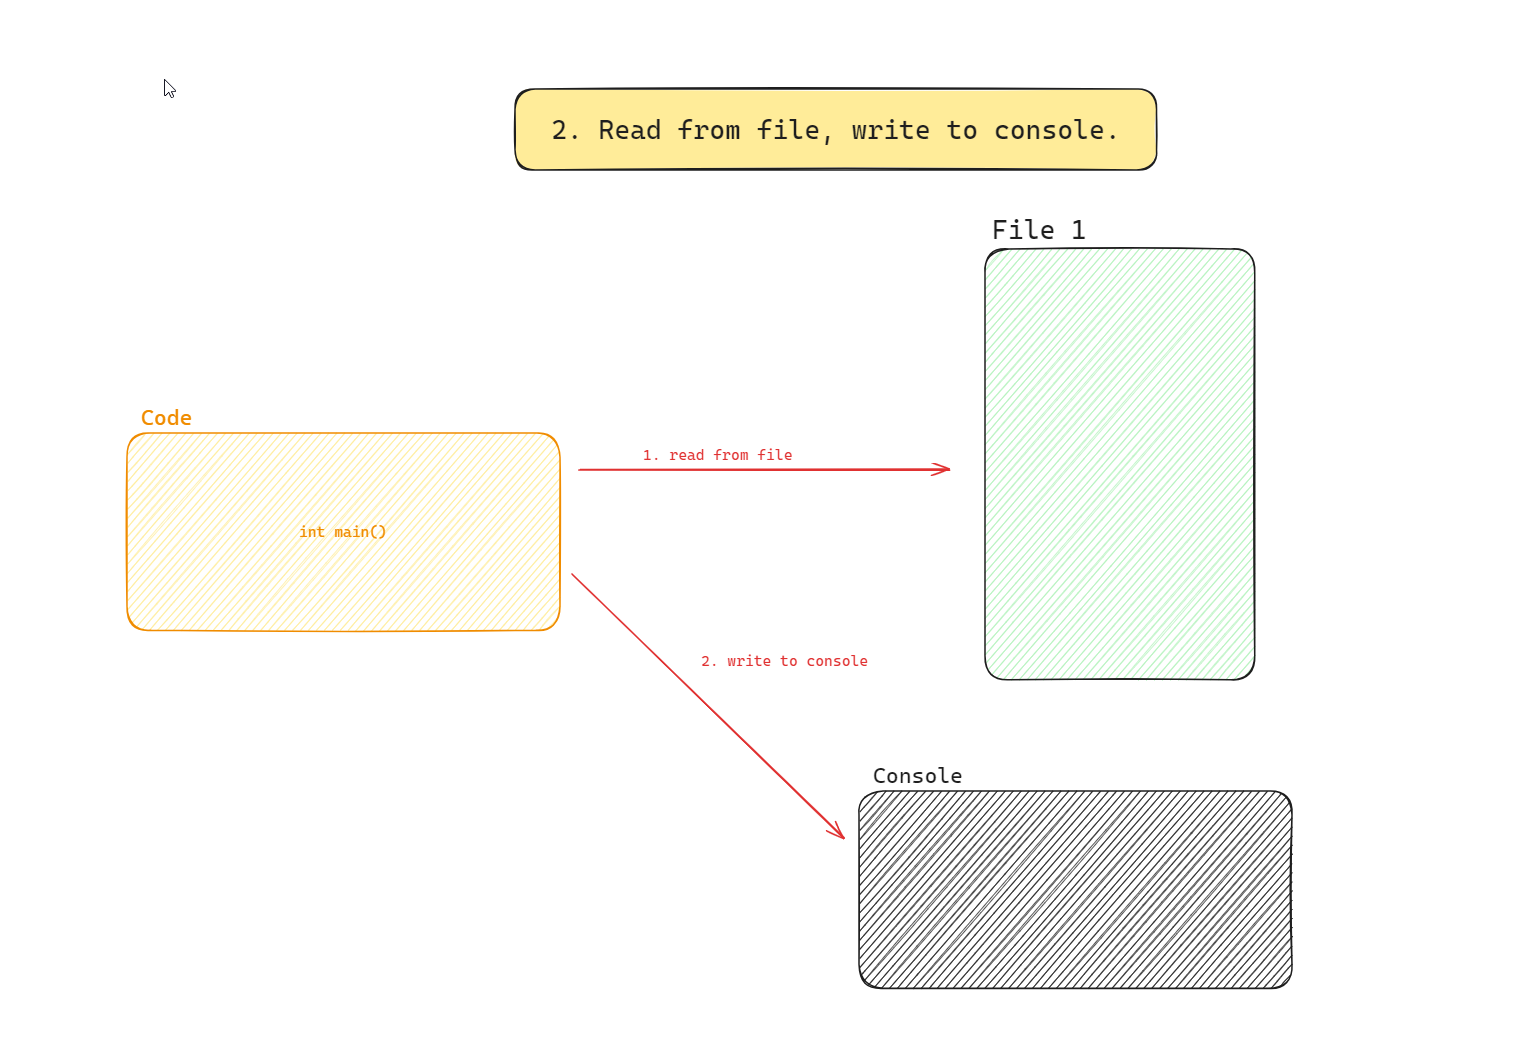 2. Read from file, write to console.
File 1
Code
1. read from file
int main()
2. write to console
Console